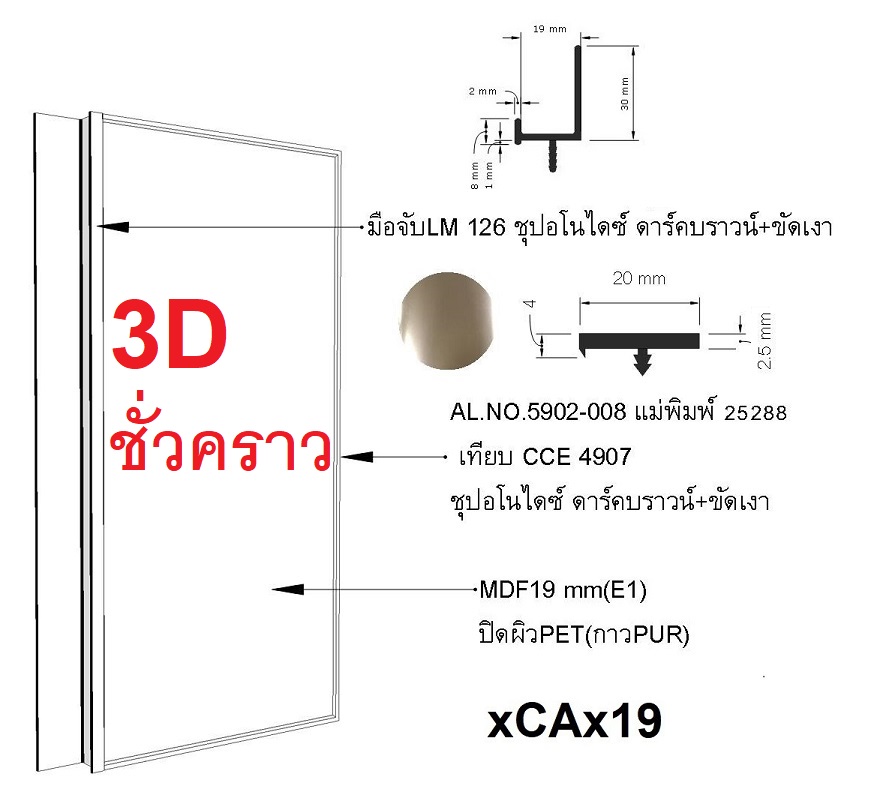 19 mm
2 mm
30 mm
8 mm
1 mm
มือจับLM 126 ชุปอโนไดซ์ ดาร์คบราวน์+ขัดเงา
3D
ชั่วคราว
20 mm
4
2.5 mm
AL.NO.5902-008 แม่พิมพ์ 25288
เทียบ CCE 4907
ชุปอโนไดซ์ ดาร์คบราวน์+ขัดเงา
MDF19 mm(E1)
ปิดผิวPET(กาวPUR)
xCAx19